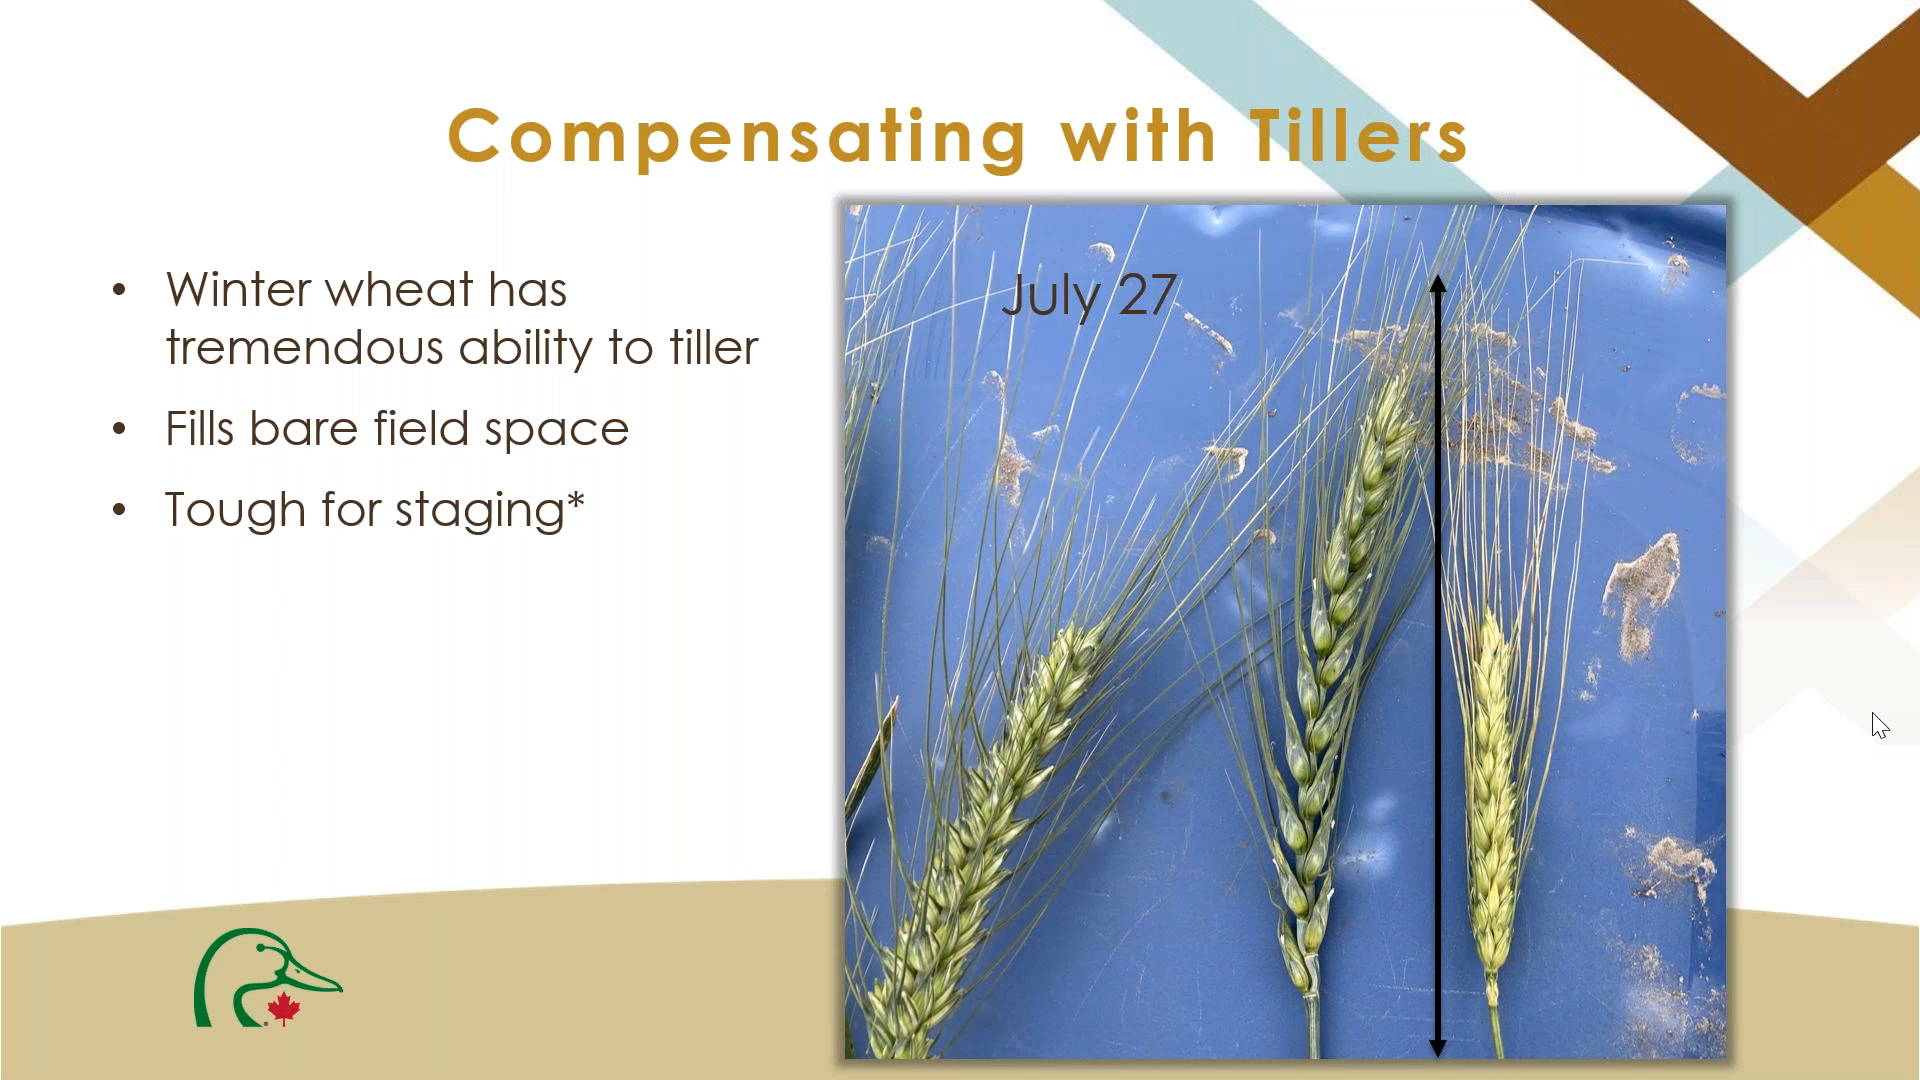 Compensating with Tillers
• Winter wheat has
tremendous ability to tiller
• Fills bare field space
• Tough for staging*
July 27